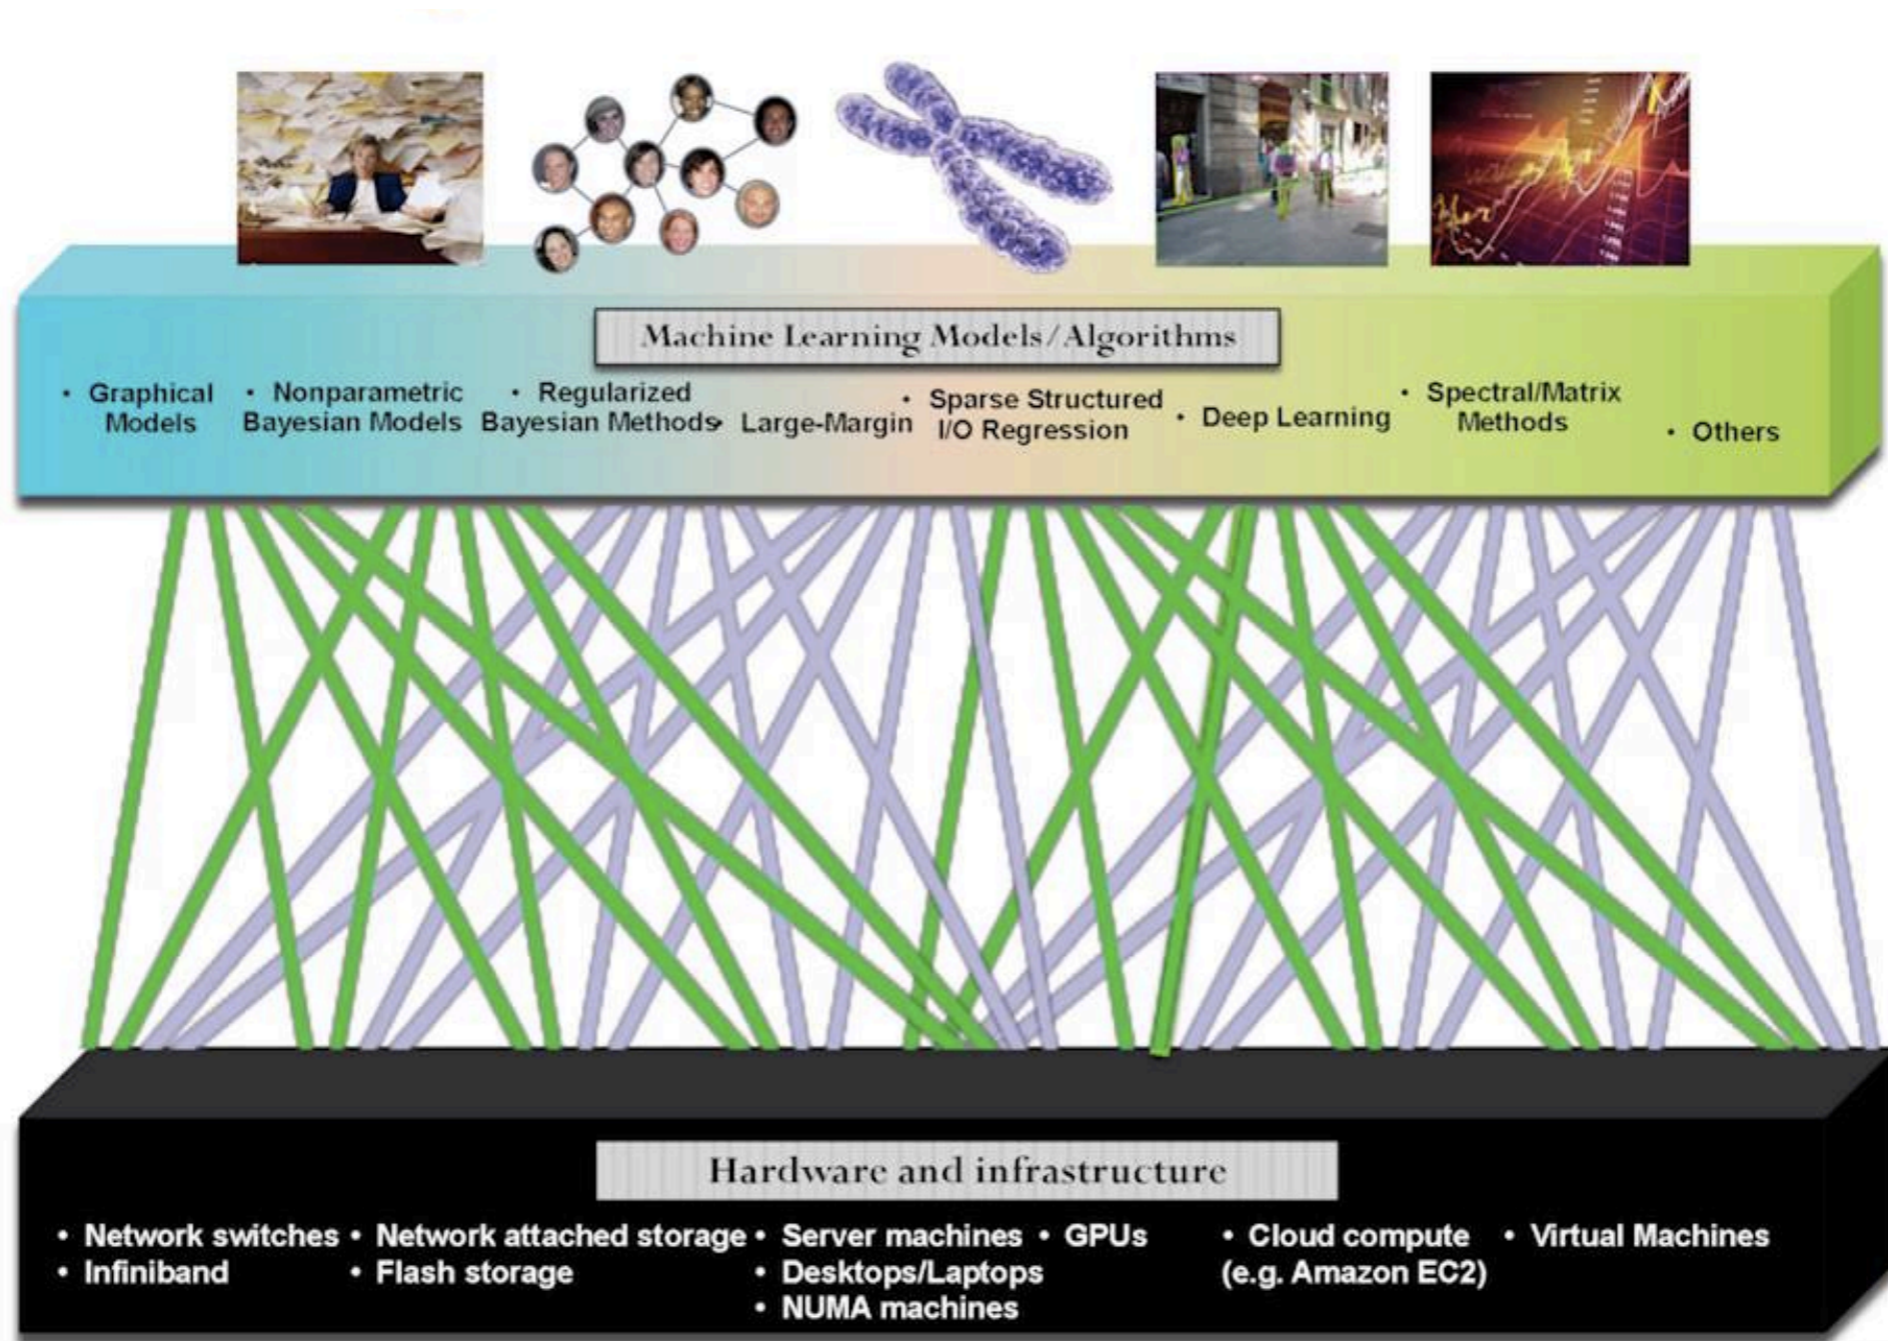 Machine Learning Models/Algorithms
• Graphical
Models
• Nonparametric
Bayesian Models
• Regularized
Bayesian Methods
• Large-Margin
• Sparse Structured
I/O Regression
• Deep Learning
• Spectral/Matrix
Methods
• Others
Hardware and infrastructure
• Network switches
• Infiniband
• Network attached storage
• Flash storage
• Server machines
• Desktops/Laptops
• NUMA machines
• GPUs
• Cloud compute
(e.g. Amazon EC2)
• Virtual Machines